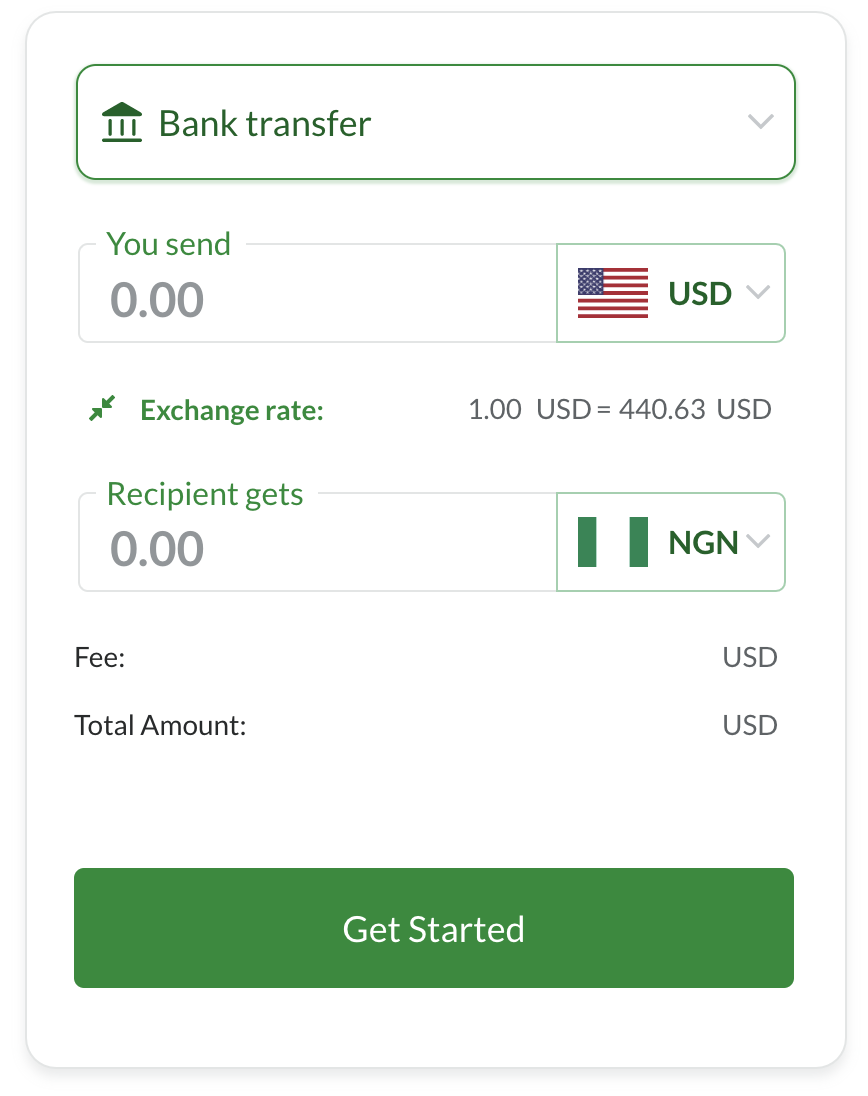 Bank transfer
You send
0.00 USD
Exchange rate: 1.00 USD = 440.63 USD
Recipient gets
0.00 NGN
Fee: USD
Total Amount: USD
Get Started